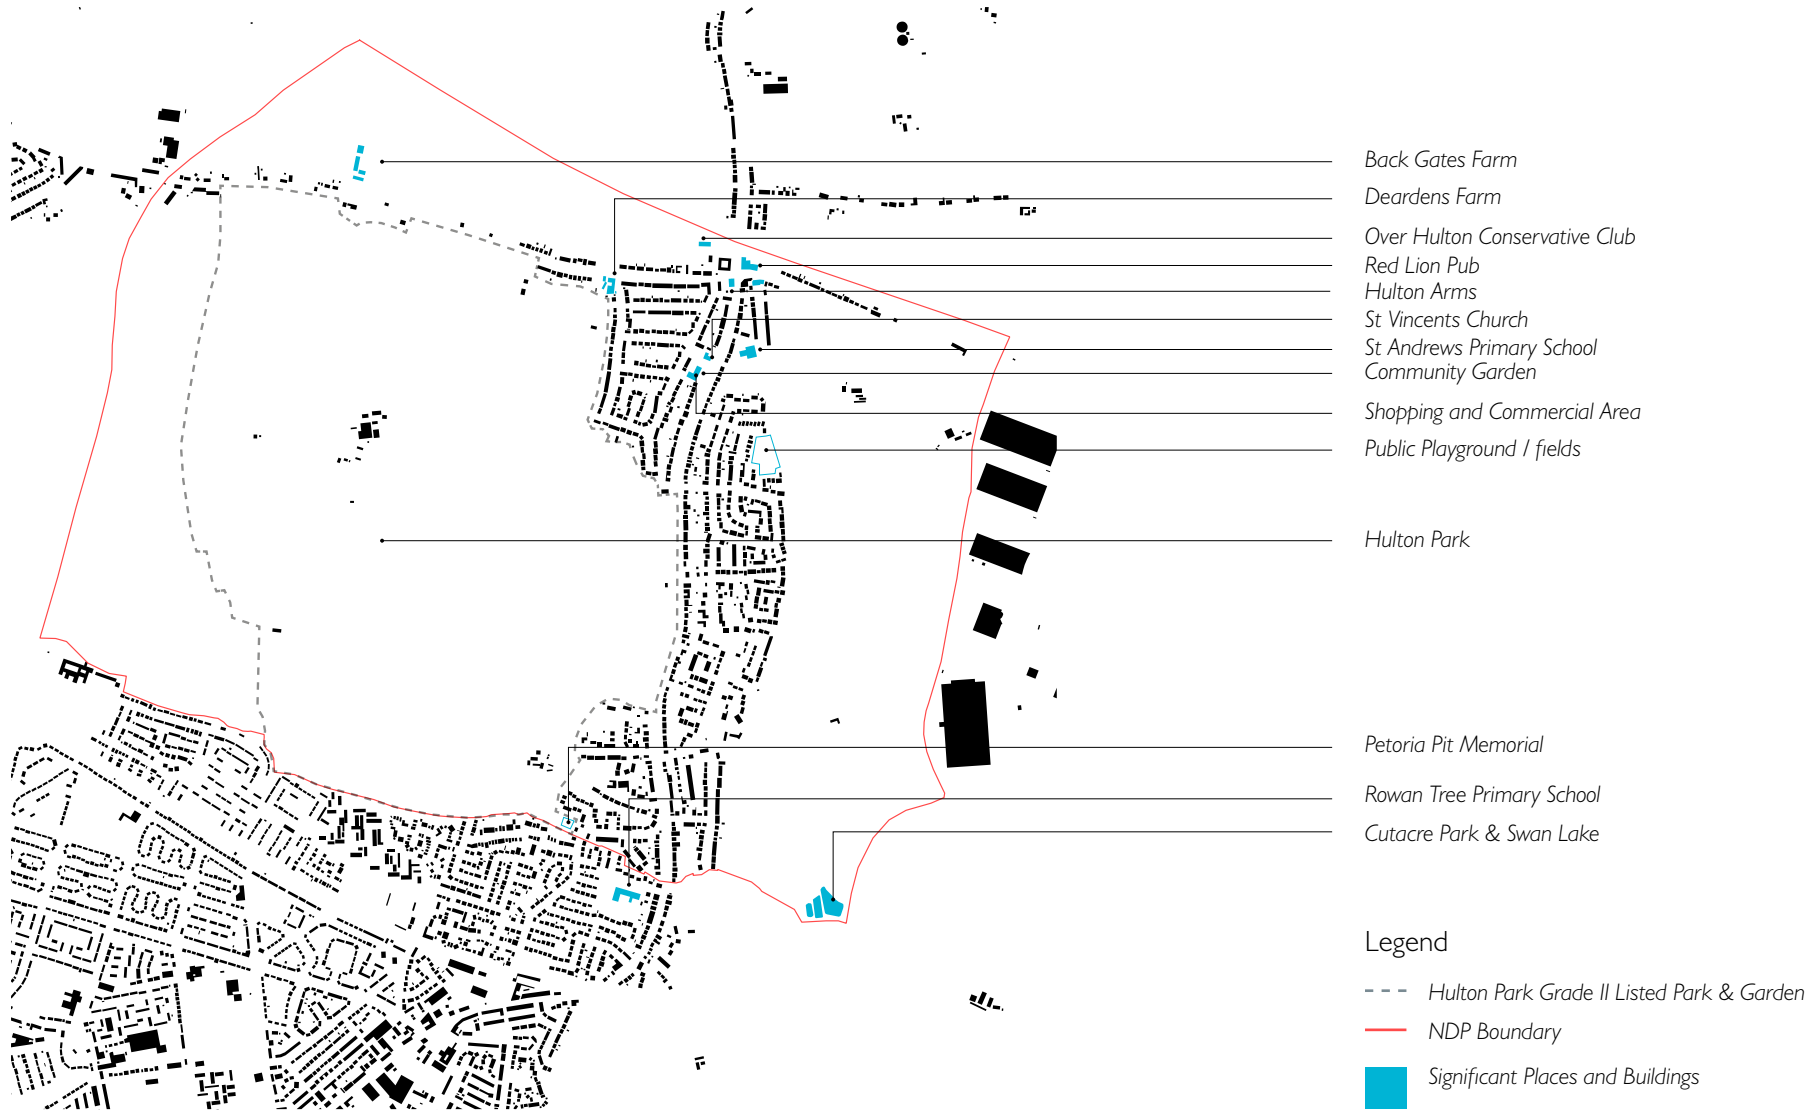 Back Gates Farm
Deardens Farm
Over Hulton Conservative Club
Red Lion Pub
Hulton Arms
St Vincents Church
St Andrews Primary School
Community Garden
Shopping and Commercial Area
Public Playground / fields
Hulton Park
Petoria Pit Memorial
Rowan Tree Primary School
Cutacre Park & Swan Lake
Legend
Hulton Park Grade II Listed Park & Garden
NDP Boundary
Significant Places and Buildings